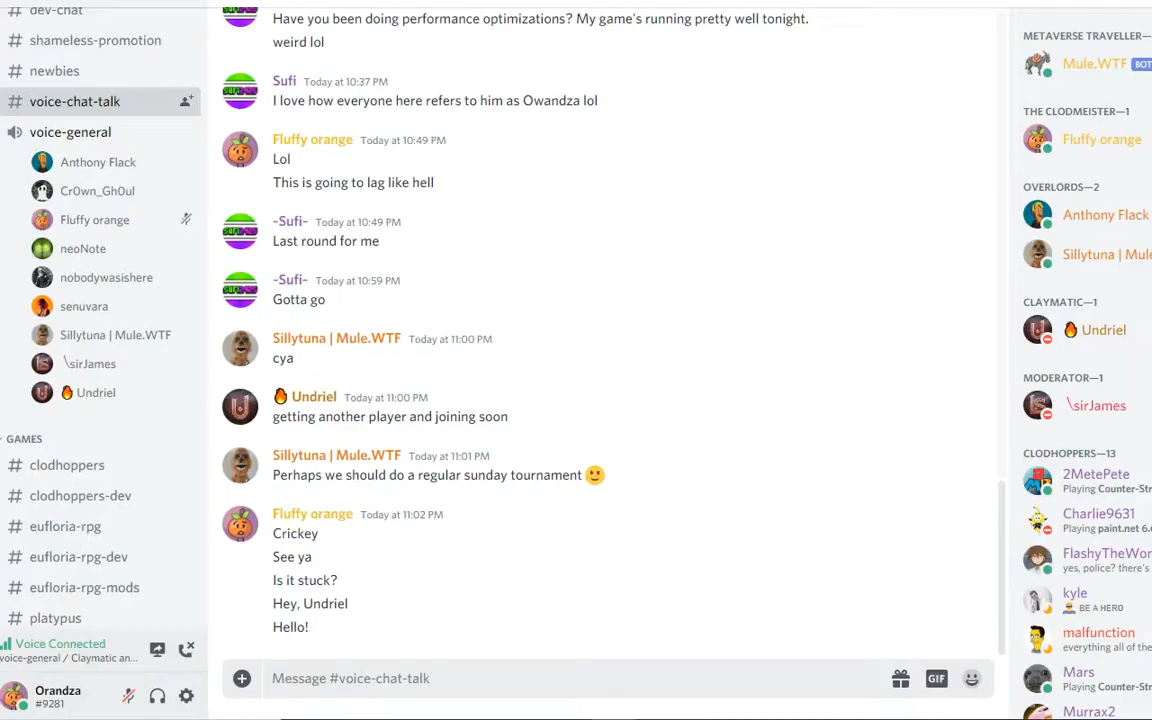 dev-chat
shameless-promotion
newbies
voice-chat-talk
voice-general
Anthony Flack
Cr0wn_Gh0ul
Fluffy orange
neoNote
nobodywasishere
senuvara
Sillytuna | Mule.WTF
\sirJames
Undriel
GAMES
clodhoppers
clodhoppers-dev
eufloria-rpg
eufloria-rpg-dev
eufloria-rpg-mods
platypus
Voice Connected
voice-general / Claymatic an...
Orandza
#9281
Have you been doing performance optimizations? My game's running pretty well tonight.
weird lol
Sufi Today at 10:37 PM
I love how everyone here refers to him as Owandza lol
Fluffy orange Today at 10:49 PM
Lol
This is going to lag like hell
-Sufi- Today at 10:49 PM
Last round for me
-Sufi- Today at 10:59 PM
Gotta go
Sillytuna | Mule.WTF Today at 11:00 PM
cya
Undriel Today at 11:00 PM
getting another player and joining soon
Sillytuna | Mule.WTF Today at 11:01 PM
Perhaps we should do a regular sunday tournament
Fluffy orange Today at 11:02 PM
Crickey
See ya
Is it stuck?
Hey, Undriel
Hello!
Message #voice-chat-talk
GIF
METAVERSE TRAVELLER—
Mule.WTF BOT
THE CLODMEISTER—1
Fluffy orange
OVERLORDS—2
Anthony Flack
Sillytuna | Mule
CLAYMATIC—1
Undriel
MODERATOR—1
\sirJames
CLODHOPPERS—13
2MetePete
Playing Counter-Str
Charlie9631
Playing paint.net 6.6
FlashyTheWor
yes, police? there's
kyle
BE A HERO
malfunction
everything all of the
Mars
Playing Counter-Str
Murrax2